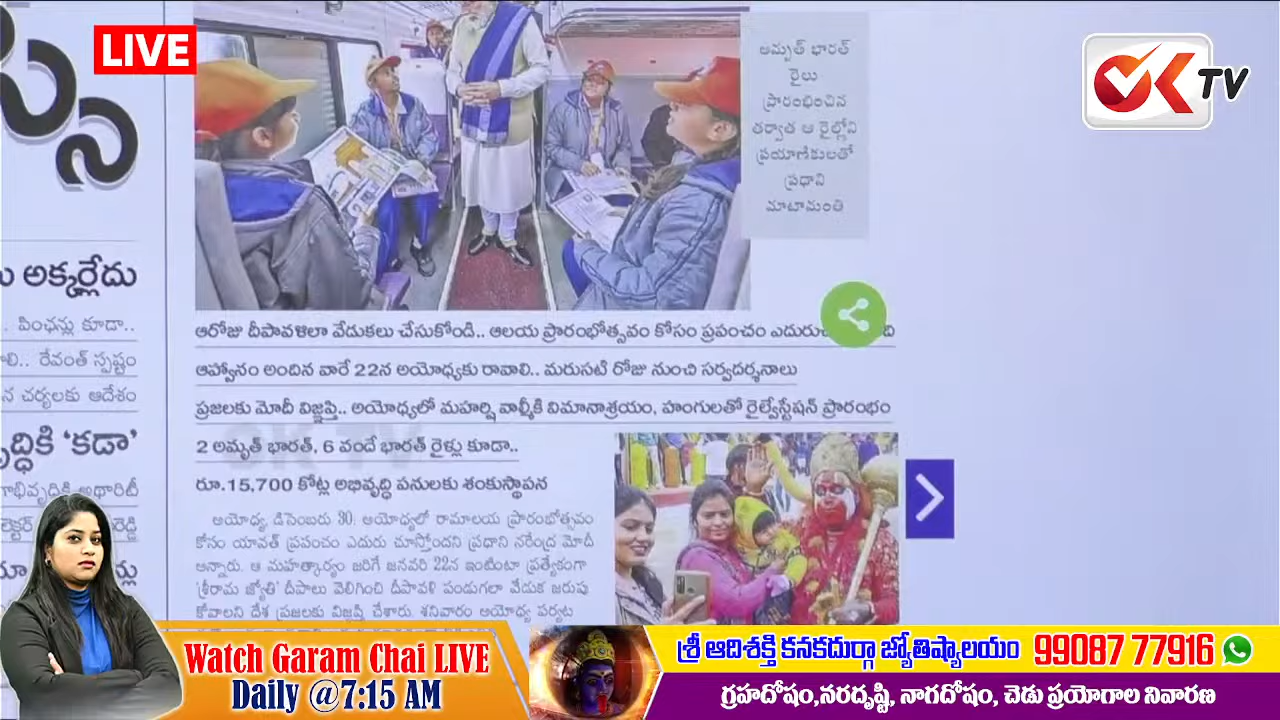 LIVE
OK TV
స్ప
అమృత్ భారత్
రైలు
ప్రారంభించిన
తర్వాత ఆ రైల్లోని
ప్రయాణికులతో
ప్రధాని
మాటామంతి
అక్కర్లేదు
పింఛన్లు కూడా..
రేవంత్ స్పష్టం
చర్యలకు ఆదేశం
‘కడా’
అథారిటీ
ఆరోజు దీపావళిలా వేడుకలు చేసుకోండి.. ఆలయ ప్రారంభోత్సవం కోసం ప్రపంచం
ఆహ్వానం అందిన వారే 22న అయోధ్యకు రావాలి.. మరుసటి రోజు నుంచి సర్వదర్శనాలు
ప్రజలకు మోదీ విజ్ఞప్తి.. అయోధ్యలో మహర్షి వాల్మీకి విమానాశ్రయం, హంగులతో రైల్వేస్టేషన్ ప్రారంభం
2 అమృత్ భారత్, 6 వందే భారత్ రైళ్లు కూడా..
రూ.15,700 కోట్ల అభివృద్ధి పనులకు శంకుస్థాపన
అయోధ్య, డిసెంబరు 30: అయోధ్యలో రామాలయ ప్రారంభోత్సవం
కోసం యావత్ ప్రపంచం ఎదురు చూస్తోందని ప్రధాని నరేంద్ర మోదీ
అన్నారు. ఆ మహత్కార్యం జరిగే జనవరి 22న ఇంటింటా ప్రత్యేకంగా
‘శ్రీరామ జ్యోతి’ దీపాలు వెలిగించి దీపావళి పండుగలా వేడుక జరుపు
కోవాలని దేశ ప్రజలకు విజ్ఞప్తి చేశారు. శనివారం అయోధ్య పర్యట
Watch Garam Chai LIVE
Daily @7:15 AM
శ్రీ ఆదిశక్తి కనకదుర్గా జ్యోతిష్యాలయం 99087 77916
గ్రహదోషం,నరదృష్టి, నాగదోషం, చెడు ప్రయోగాల నివారణ